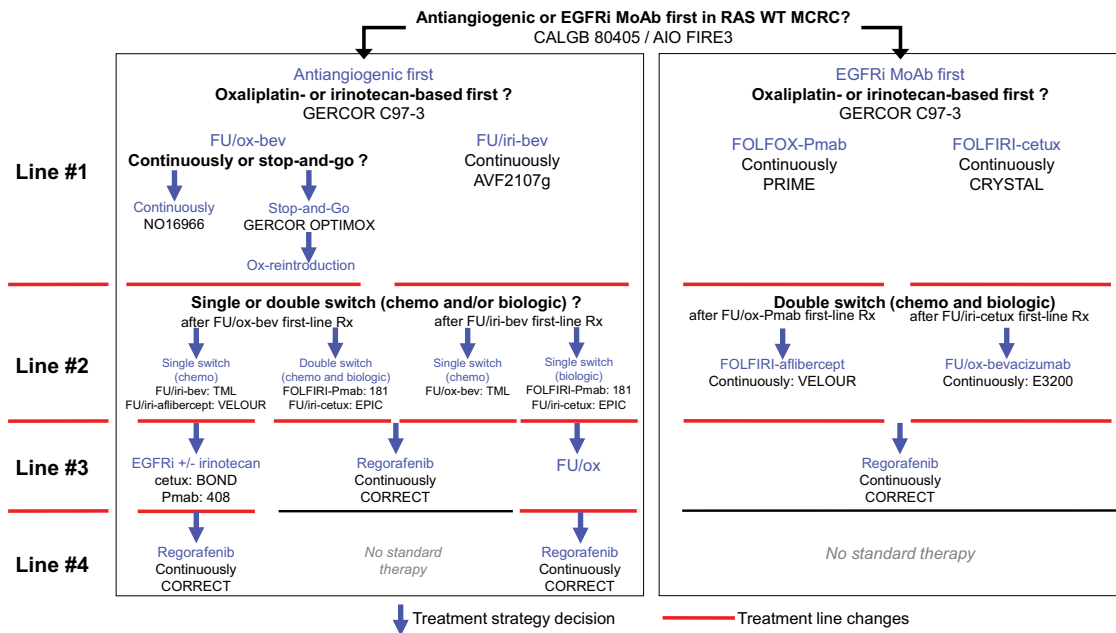 Antiangiogenic or EGFRi MoAb first in RAS WT MCRC?
CALGB 80405 / AIO FIRE3
Line #1
Antiangiogenic first
Oxaliplatin- or irinotecan-based first ?
GERCOR C97-3
FU/ox-bev
Continuously or stop-and-go ?
Continuously
NO16966
Stop-and-Go
GERCOR OPTIMOX
Ox-reintroduction
FU/iri-bev
Continuously
AVF2107g
EGFRi MoAb first
Oxaliplatin- or irinotecan-based first ?
GERCOR C97-3
FOLFOX-Pmab
Continuously
PRIME
FOLFIRI-cetux
Continuously
CRYSTAL
Line #2
Single or double switch (chemo and/or biologic) ?
after FU/ox-bev first-line Rx
Single switch
(chemo)
FU/iri-bev: TML
FU/iri-aflibercept: VELOUR
Double switch
(chemo and biologic)
FOLFIRI-Pmab: 181
FU/iri-cetux: EPIC
after FU/iri-bev first-line Rx
Single switch
(chemo)
FU/ox-bev: TML
Single switch
(biologic)
FOLFIRI-Pmab: 181
FU/iri-cetux: EPIC
Double switch (chemo and biologic)
after FU/ox-Pmab first-line Rx
FOLFIRI-aflibercept
Continuously: VELOUR
after FU/iri-cetux first-line Rx
FU/ox-bevacizumab
Continuously: E3200
Line #3
EGFRi +/- irinotecan
cetux: BOND
Pmab: 408
Regorafenib
Continuously
CORRECT
FU/ox
Regorafenib
Continuously
CORRECT
Line #4
Regorafenib
Continuously
CORRECT
No standard
therapy
Regorafenib
Continuously
CORRECT
No standard therapy
Treatment strategy decision
Treatment line changes